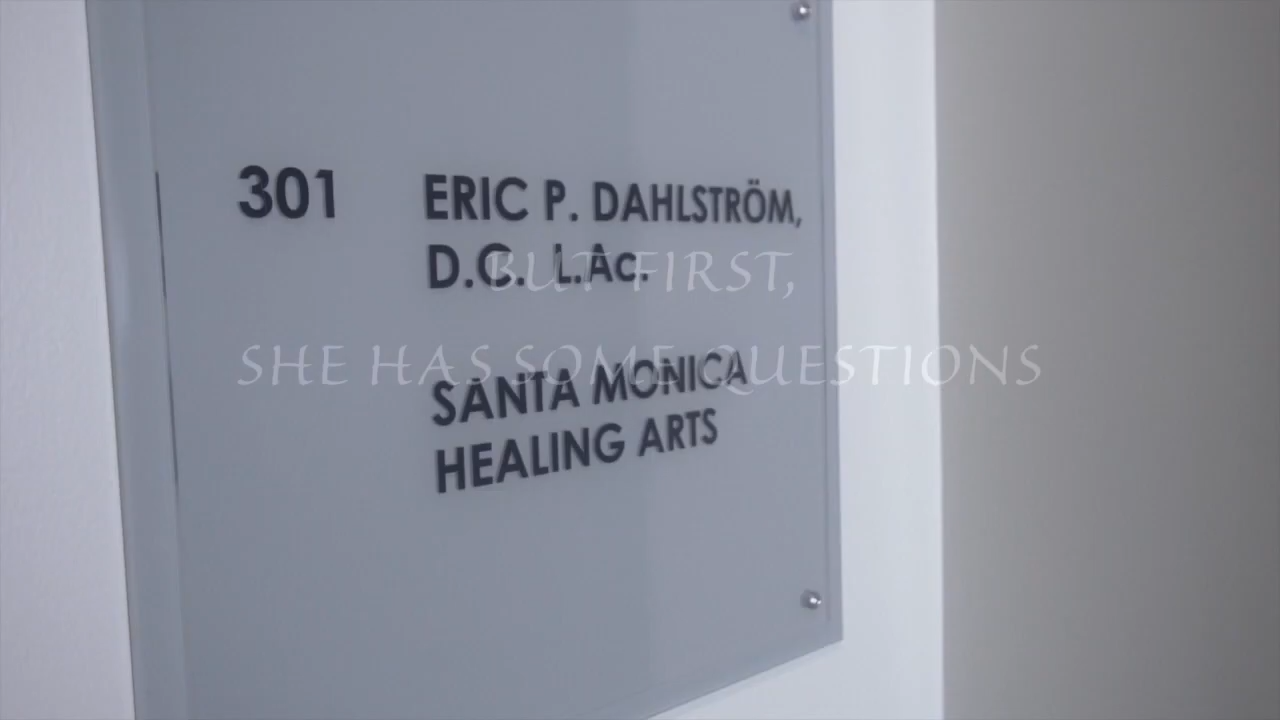 301 ERIC P. DAHLSTRÖM,
D.C. L.Ac.
SANTA MONICA
HEALING ARTS
BUT FIRST,
SHE HAS SOME QUESTIONS